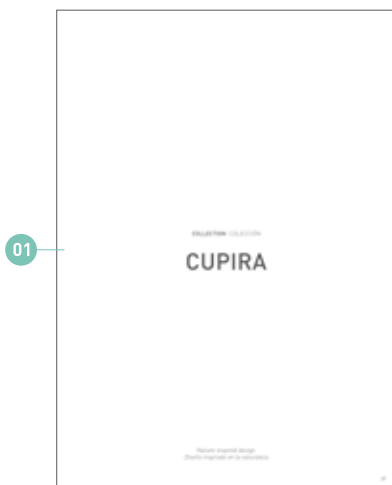 01
COLLECTION COLECCIÓN
CUPIRA
Nature inspired design
Diseño inspirado en la naturaleza